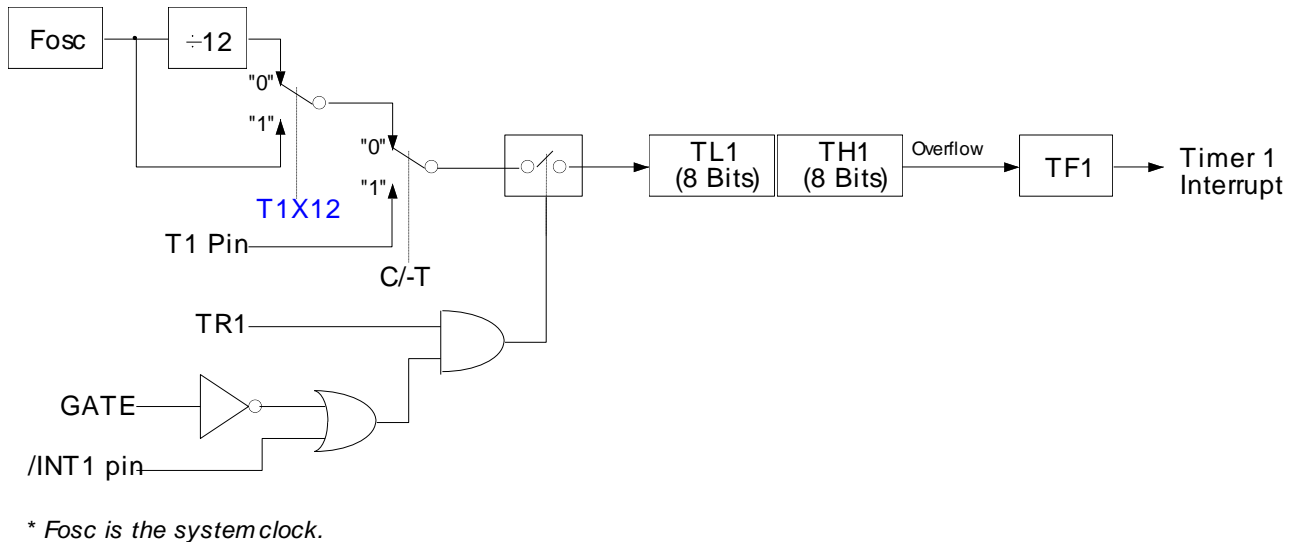 Fosc
÷12
"0"
"1"
T1X12
"0"
"1"
T1 Pin
C/-T
TL1
(8 Bits)
TH1
(8 Bits)
Overflow
TF1
Timer 1
Interrupt
TR1
GATE
/INT1 pin
* Fosc is the system clock.